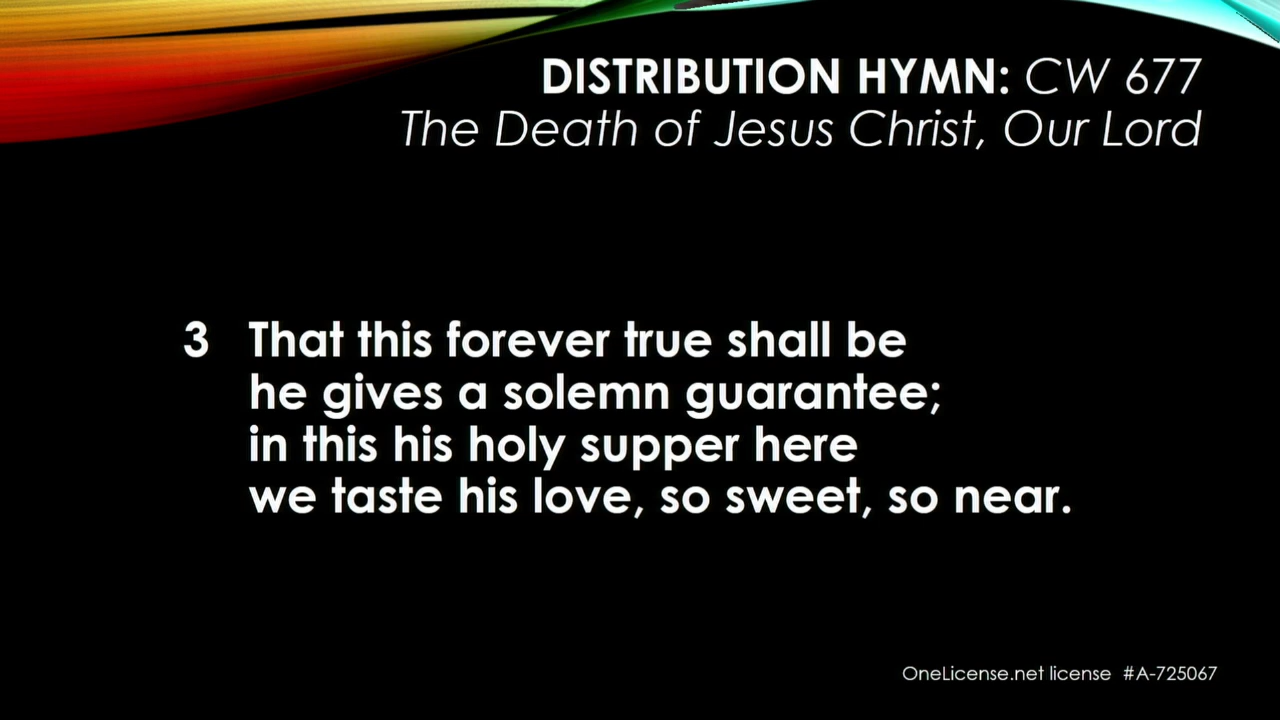 DISTRIBUTION HYMN: CW 677
The Death of Jesus Christ, Our Lord
3 That this forever true shall be
he gives a solemn guarantee;
in this his holy supper here
we taste his love, so sweet, so near.
OneLicense.net license #A-725067